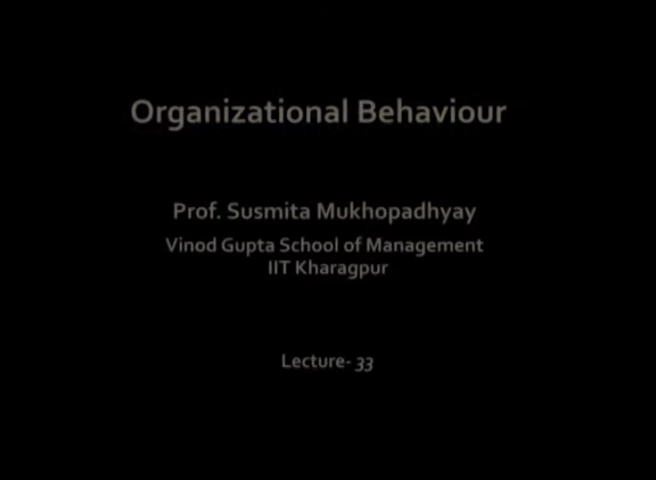 Organizational Behaviour
Prof. Susmita Mukhopadhyay
Vinod Gupta School of Management
IIT Kharagpur
Lecture- 33